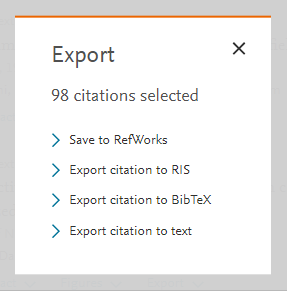 Export
98 citations selected
Save to RefWorks
Export citation to RIS
Export citation to BibTeX
Export citation to text